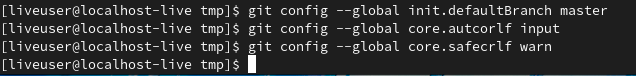 [liveuser@localhost-live tmp]$ git config --global init.defaultBranch master
[liveuser@localhost-live tmp]$ git config --global core.autocorlf input
[liveuser@localhost-live tmp]$ git config --global core.safecrlf warn
[liveuser@localhost-live tmp]$